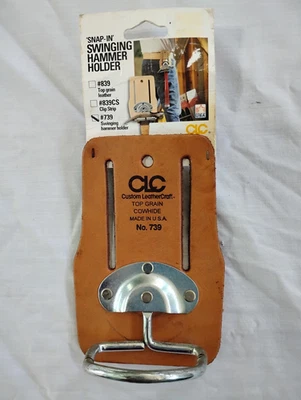 'SNAP-IN'
SWINGING
HAMMER
HOLDER
#839
Top grain
leather
#839CS
Clip Strip
#739
Swinging
hammer holder
CLC
CLC
Custom LeatherCraft
TOP GRAIN
COWHIDE
MADE IN U.S.A.
No. 739